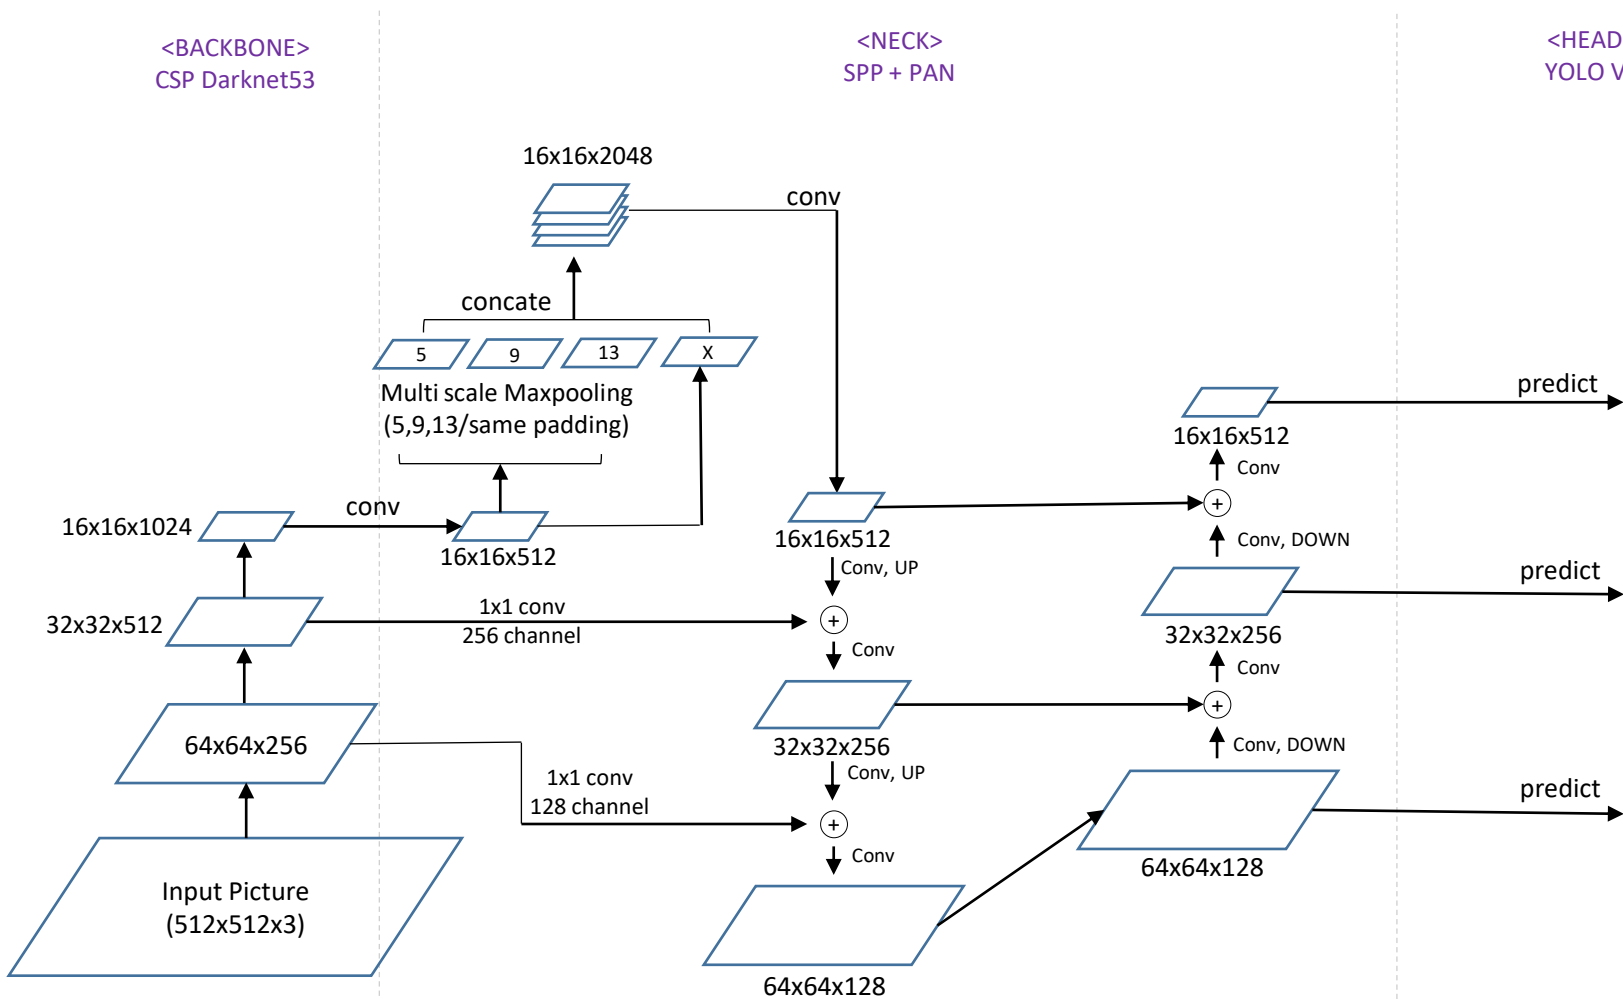 <BACKBONE>
CSP Darknet53
<NECK>
SPP + PAN
<HEAD
YOLO V
16x16x2048
conv
concate
5
9
13
X
Multi scale Maxpooling
(5,9,13/same padding)
predict
16x16x512
Conv
16x16x1024
conv
16x16x512
16x16x512
+
Conv, UP
Conv, DOWN
predict
32x32x512
1x1 conv
256 channel
+
Conv
32x32x256
Conv
64x64x256
32x32x256
+
Conv, UP
Conv, DOWN
1x1 conv
128 channel
+
Conv
predict
64x64x128
Input Picture
(512x512x3)
64x64x128